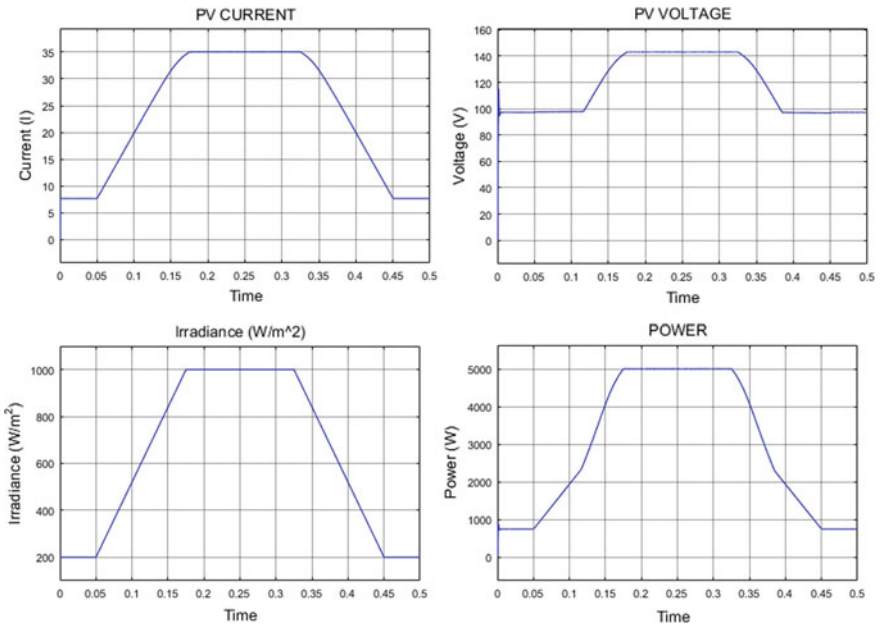 PV CURRENT
Current (I)
35
30
25
20
15
10
5
0
0 0.05 0.1 0.15 0.2 0.25 0.3 0.35 0.4 0.45 0.5
Time
PV VOLTAGE
Voltage (V)
160
140
120
100
80
60
40
20
0
0 0.05 0.1 0.15 0.2 0.25 0.3 0.35 0.4 0.45 0.5
Time
Irradiance (W/m^2)
Irradiance (W/m²)
1000
800
600
400
200
0 0.05 0.1 0.15 0.2 0.25 0.3 0.35 0.4 0.45 0.5
Time
POWER
Power (W)
5000
4000
3000
2000
1000
0
0 0.05 0.1 0.15 0.2 0.25 0.3 0.35 0.4 0.45 0.5
Time